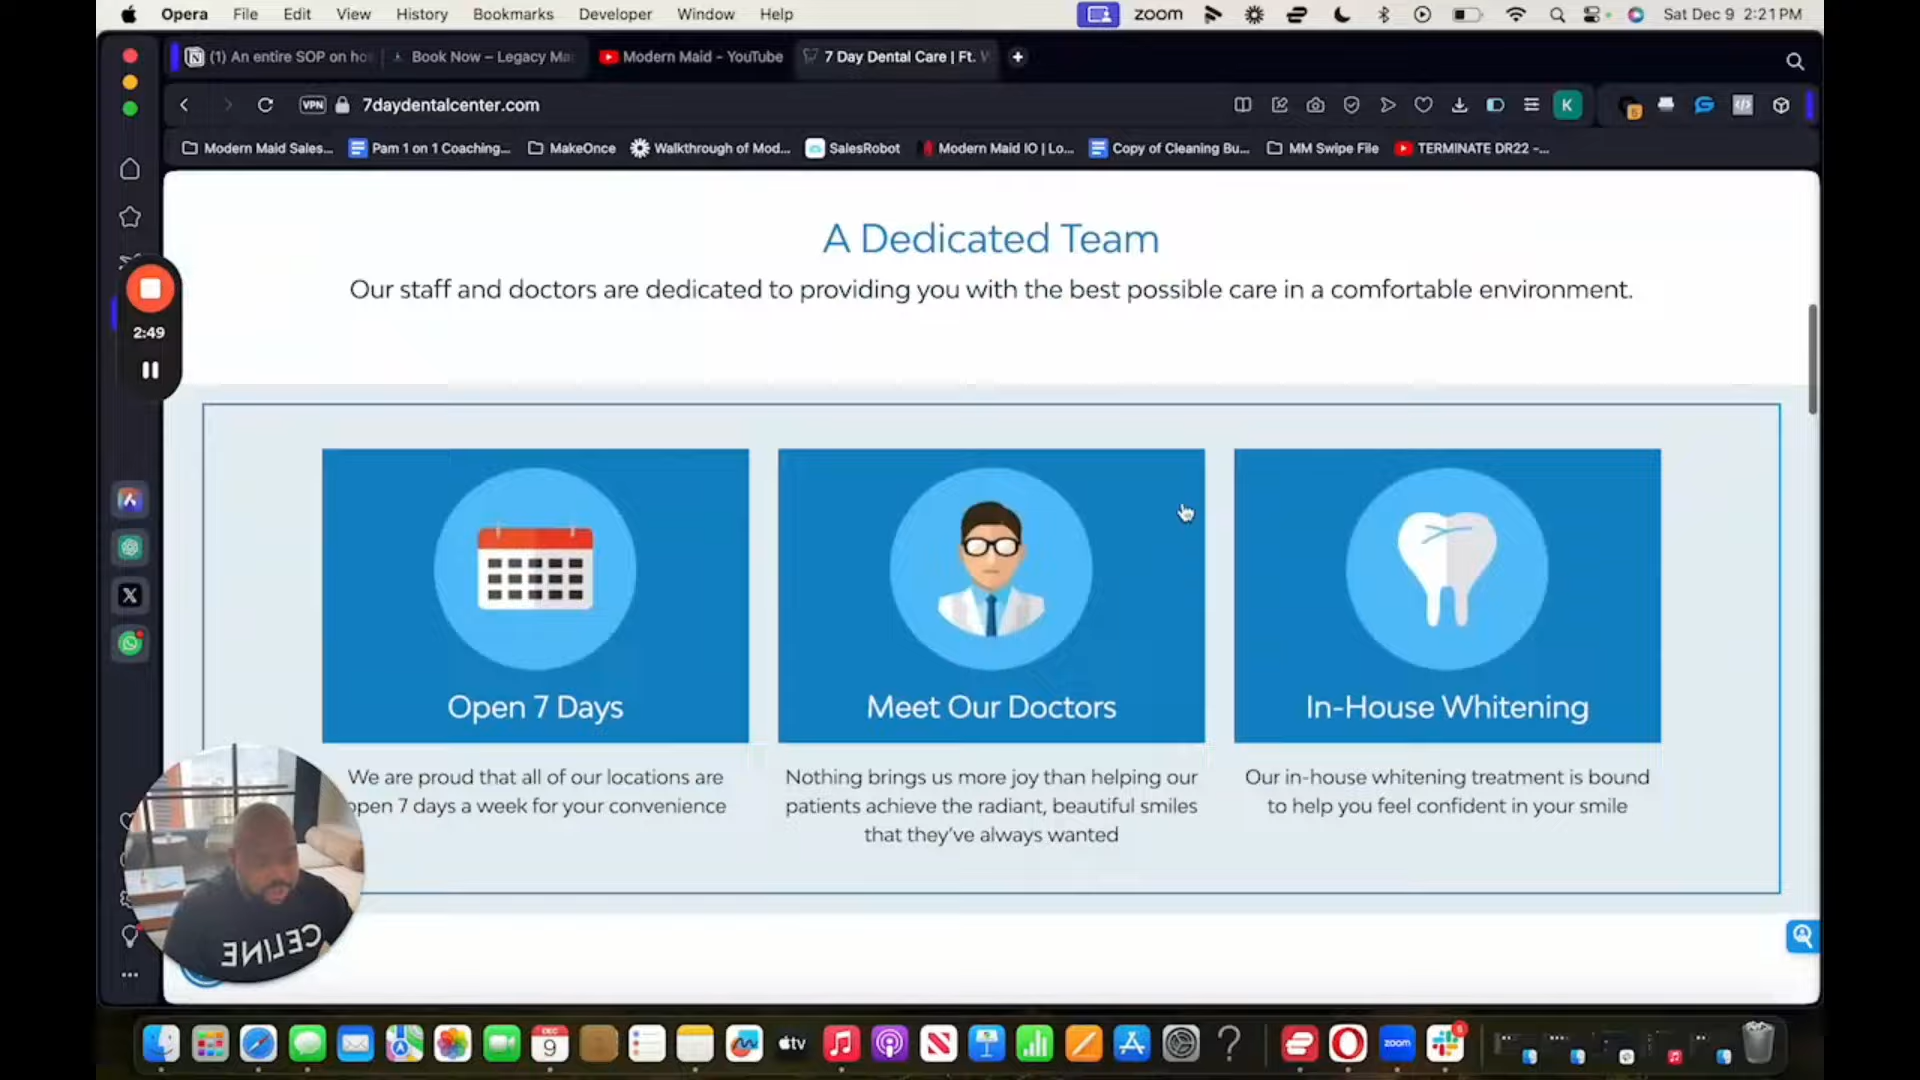 Opera File Edit View History Bookmarks Developer Window Help zoom Sat Dec 9 2:21 PM
(1) An entire SOP on ho Book Now – Legacy Ma Modern Maid - YouTube 7 Day Dental Care | Ft. W
VPN 7daydentalcenter.com K
Modern Maid Sales... Pam 1 on 1 Coaching... MakeOnce Walkthrough of Mod... SalesRobot Modern Maid IO | Lo... Copy of Cleaning Bu... MM Swipe File TERMINATE DR22 -...
A Dedicated Team
Our staff and doctors are dedicated to providing you with the best possible care in a comfortable environment.
2:49
Open 7 Days
Meet Our Doctors
In-House Whitening
We are proud that all of our locations are
open 7 days a week for your convenience
Nothing brings us more joy than helping our
patients achieve the radiant, beautiful smiles
that they've always wanted
Our in-house whitening treatment is bound
to help you feel confident in your smile
CELINE
DEC
9
tv
zoom